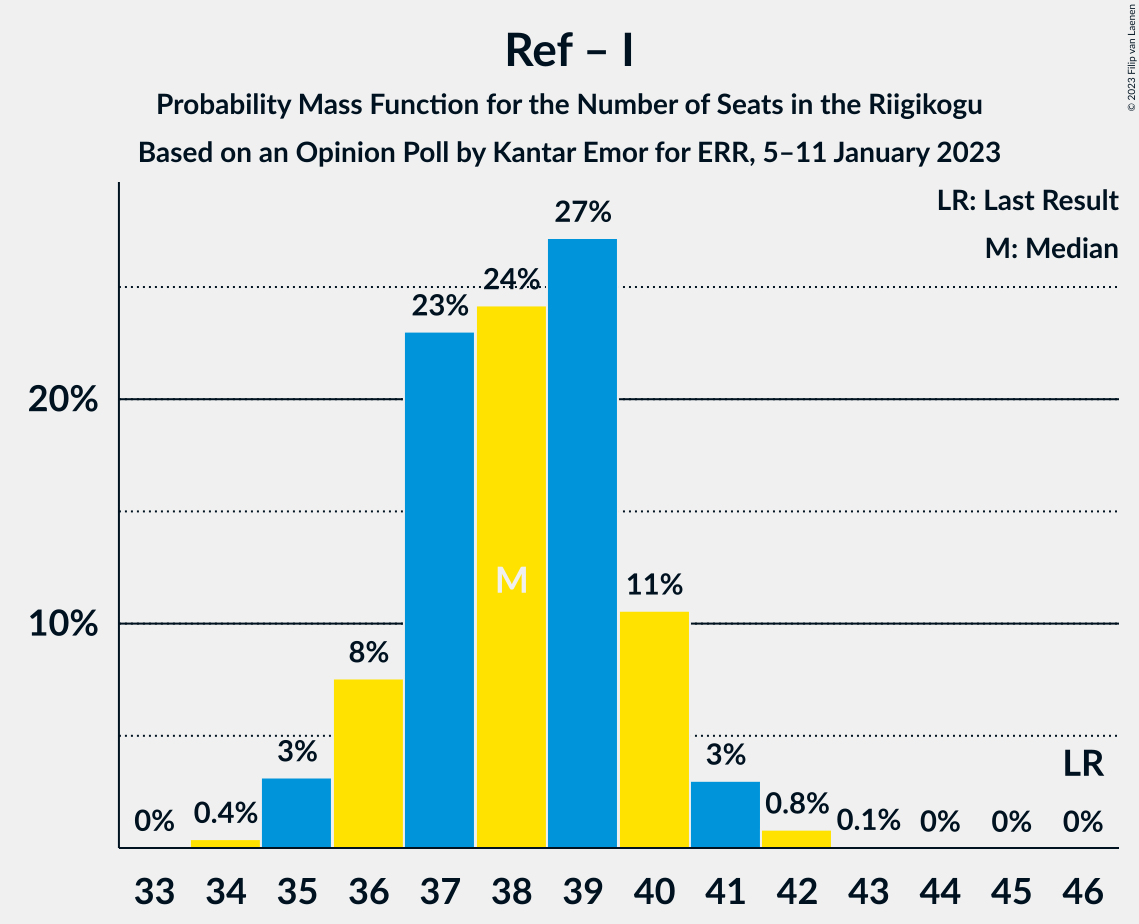 Ref – I
Probability Mass Function for the Number of Seats in the Riigikogu
Based on an Opinion Poll by Kantar Emor for ERR, 5–11 January 2023
© 2023 Filip van Laenen
LR: Last Result
M: Median
20%
10%
0%
0.4%
3%
8%
23%
24%
27%
11%
3%
0.8%
0.1%
0%
0%
0%
M
LR
33 34 35 36 37 38 39 40 41 42 43 44 45 46